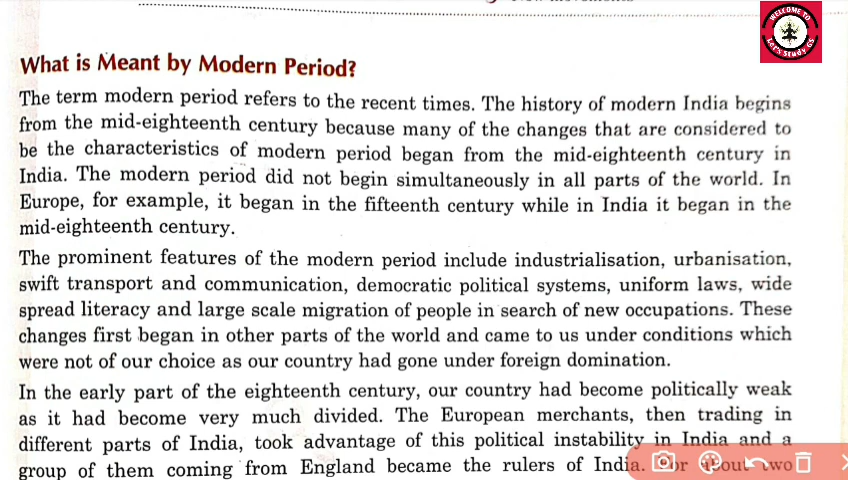 What is Meant by Modern Period?
The term modern period refers to the recent times. The history of modern India begins
from the mid-eighteenth century because many of the changes that are considered to
be the characteristics of modern period began from the mid-eighteenth century in
India. The modern period did not begin simultaneously in all parts of the world. In
Europe, for example, it began in the fifteenth century while in India it began in the
mid-eighteenth century.
The prominent features of the modern period include industrialisation, urbanisation,
swift transport and communication, democratic political systems, uniform laws, wide
spread literacy and large scale migration of people in search of new occupations. These
changes first began in other parts of the world and came to us under conditions which
were not of our choice as our country had gone under foreign domination.
In the early part of the eighteenth century, our country had become politically weak
as it had become very much divided. The European merchants, then trading in
different parts of India, took advantage of this political instability in India and a
group of them coming from England became the rulers of India. For about two
WELCOME TO
Let's Study GS